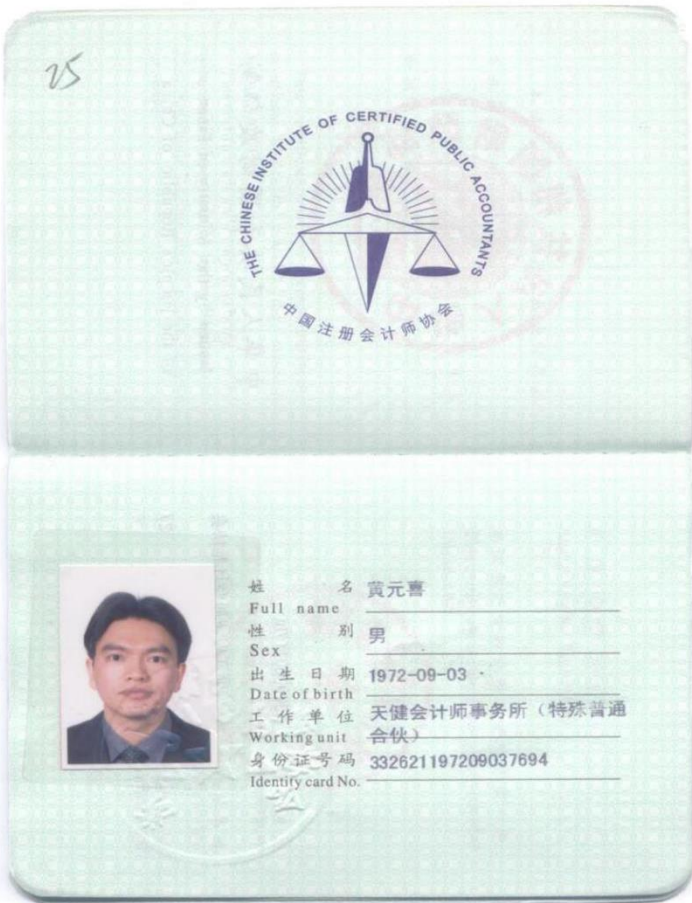 25
THE CHINESE INSTITUTE OF CERTIFIED PUBLIC ACCOUNTANTS
中国注册会计师协会
姓 名 黄元喜
Full name
性 别 男
Sex
出生日期 1972-09-03
Date of birth
工作单位 天健会计师事务所（特殊普通
Working unit 合伙）
身份证号码 332621197209037694
Identity card No.